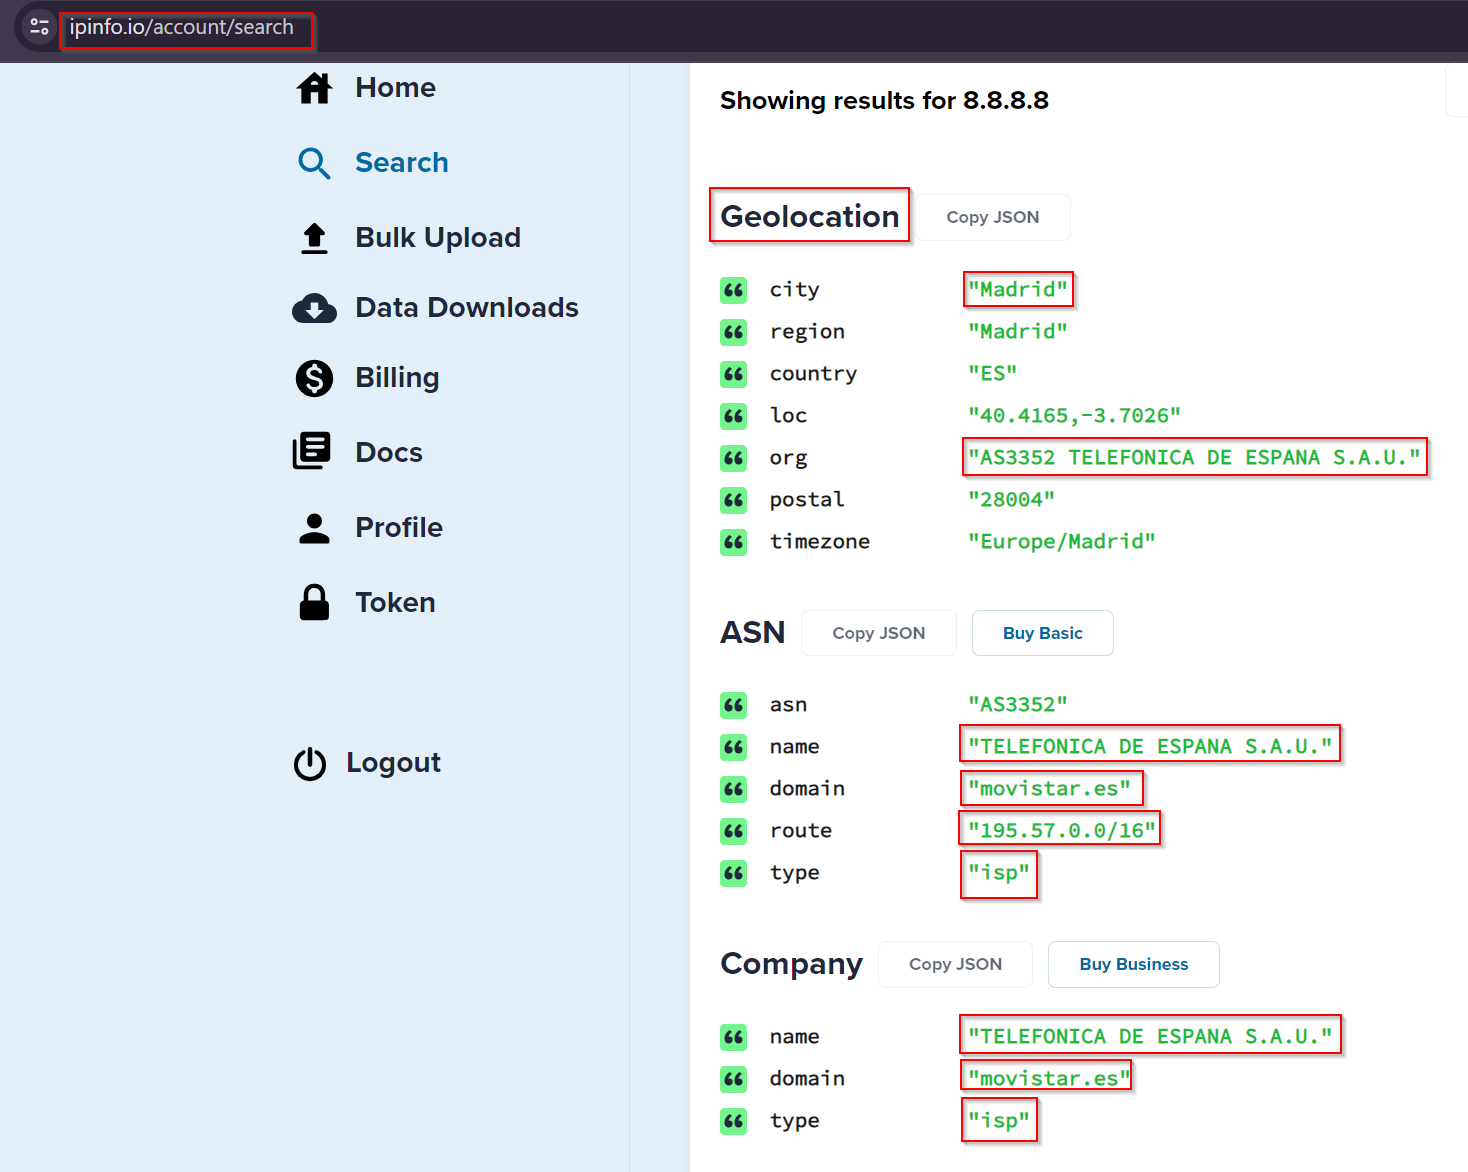 ipinfo.io/account/search
Home
Search
Bulk Upload
Data Downloads
Billing
Docs
Profile
Token
Logout
Showing results for 8.8.8.8
Geolocation Copy JSON
city "Madrid"
region "Madrid"
country "ES"
loc "40.4165,-3.7026"
org "AS3352 TELEFONICA DE ESPANA S.A.U."
postal "28004"
timezone "Europe/Madrid"
ASN Copy JSON Buy Basic
asn "AS3352"
name "TELEFONICA DE ESPANA S.A.U."
domain "movistar.es"
route "195.57.0.0/16"
type "isp"
Company Copy JSON Buy Business
name "TELEFONICA DE ESPANA S.A.U."
domain "movistar.es"
type "isp"